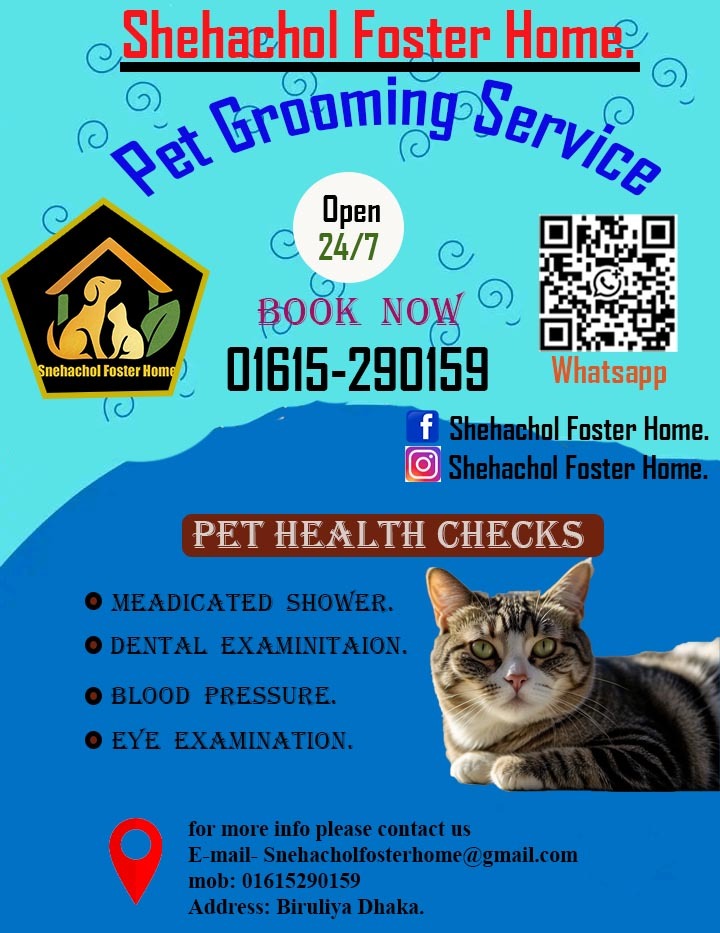 Shehachol Foster Home.
Pet Grooming Service
Open
24/7
BOOK NOW
01615-290159
Snehachol Foster Home
Whatsapp
f Shehachol Foster Home.
Shehachol Foster Home.
PET HEALTH CHECKS
MEADICATED SHOWER.
DENTAL EXAMINITAION.
BLOOD PRESSURE.
EYE EXAMINATION.
for more info please contact us
E-mail- Snehacholfosterhome@gmail.com
mob: 01615290159
Address: Biruliya Dhaka.